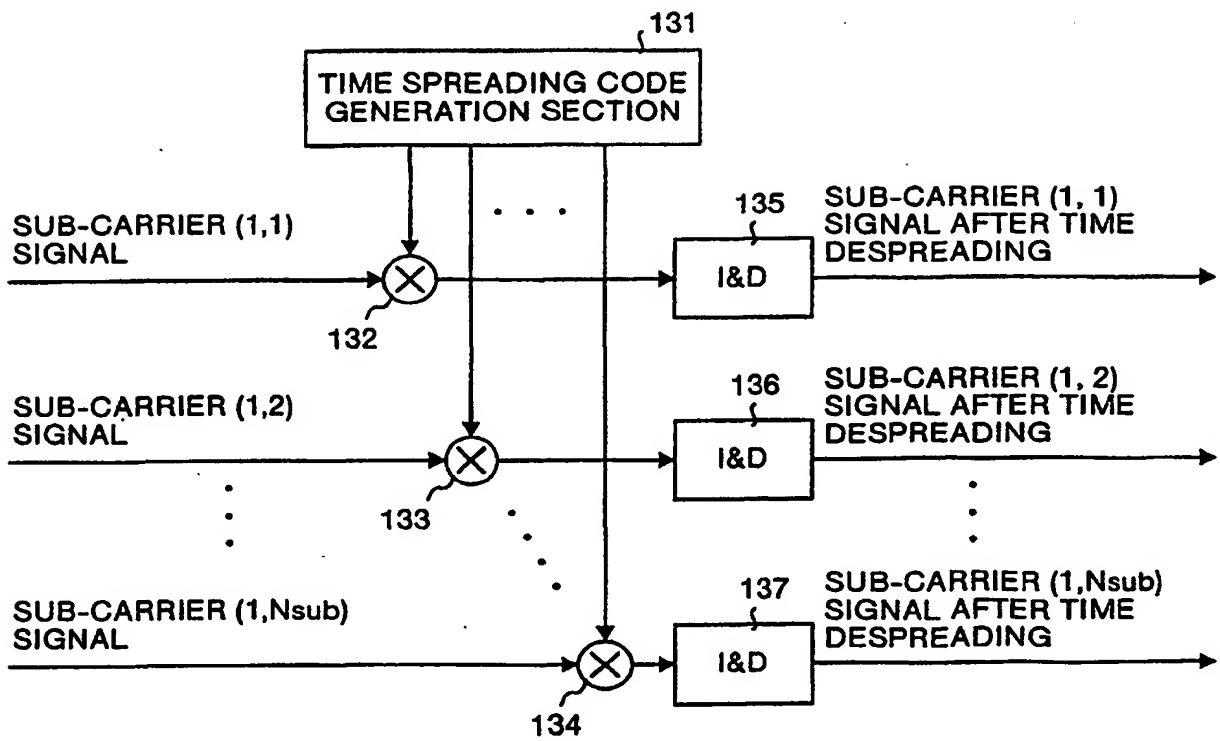 131
TIME SPREADING CODE
GENERATION SECTION
SUB-CARRIER (1,1)
SIGNAL
132
135
I&D
SUB-CARRIER (1, 1)
SIGNAL AFTER TIME
DESPREADING
SUB-CARRIER (1,2)
SIGNAL
133
136
I&D
SUB-CARRIER (1, 2)
SIGNAL AFTER TIME
DESPREADING
SUB-CARRIER (1,Nsub)
SIGNAL
134
137
I&D
SUB-CARRIER (1,Nsub)
SIGNAL AFTER TIME
DESPREADING